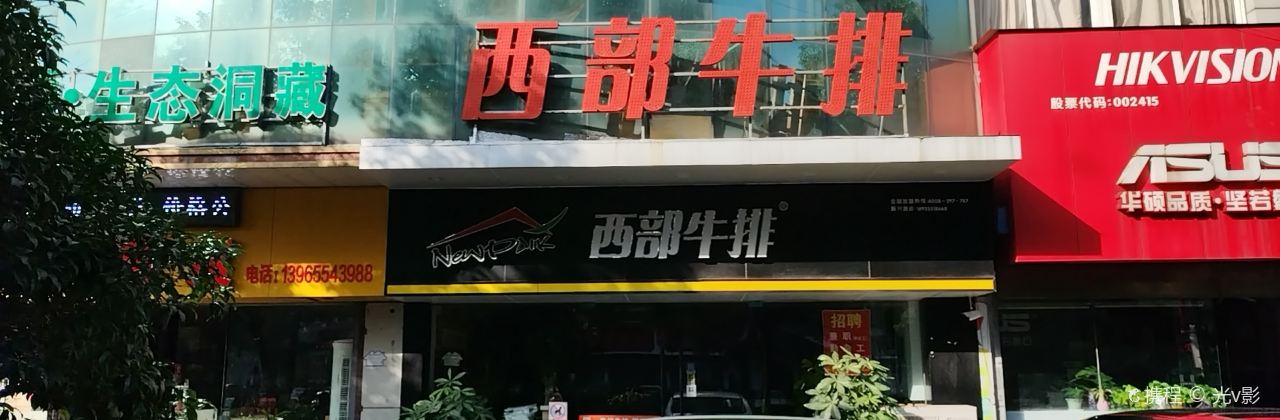 ·生态洞藏
西部牛排
HIKVISION
股票代码:002415
ASUS
华硕品质·坚若
NewDark
西部牛排®
电话:13965543988
招聘
携程 © 光v影